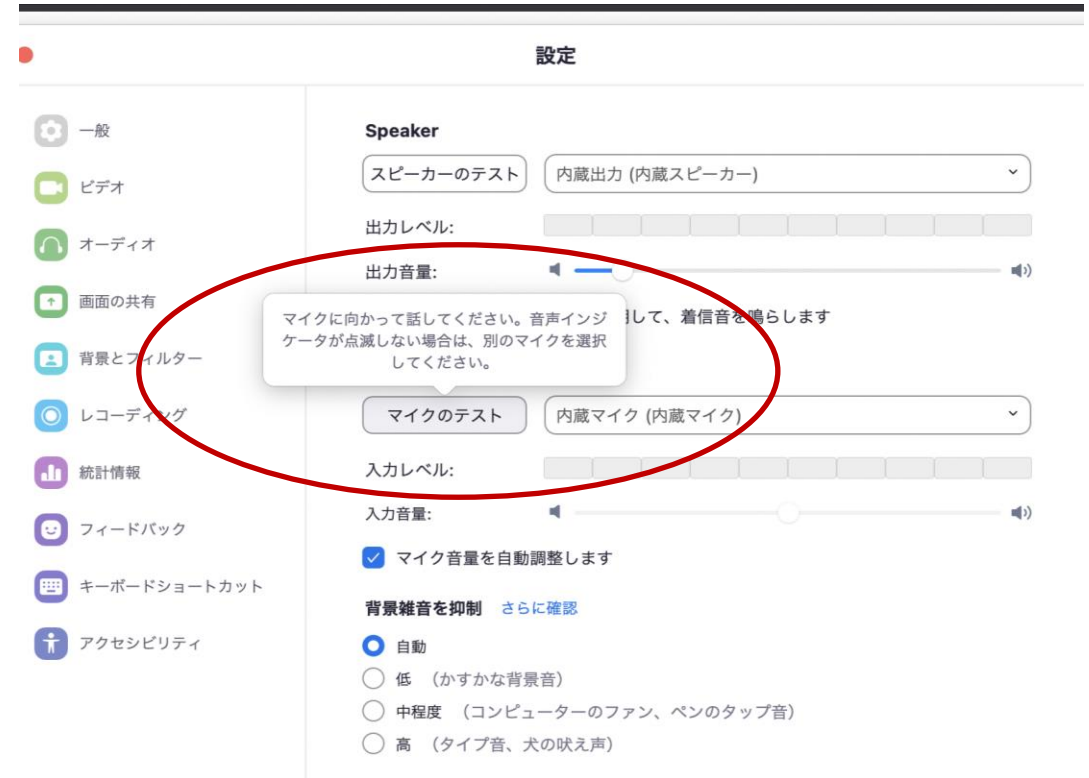 設定
一般
ビデオ
オーディオ
画面の共有
背景とフィルター
レコーディング
統計情報
フィードバック
キーボードショートカット
アクセシビリティ
Speaker
スピーカーのテスト 内蔵出力 (内蔵スピーカー)
出力レベル:
出力音量:
して、着信音を鳴らします
マイクに向かって話してください。音声インジ
ケータが点滅しない場合は、別のマイクを選択
してください。
マイクのテスト 内蔵マイク (内蔵マイク)
入力レベル:
入力音量:
マイク音量を自動調整します
背景雑音を抑制 さらに確認
自動
低 (かすかな背景音)
中程度 (コンピューターのファン、ペンのタップ音)
高 (タイプ音、犬の吠え声)